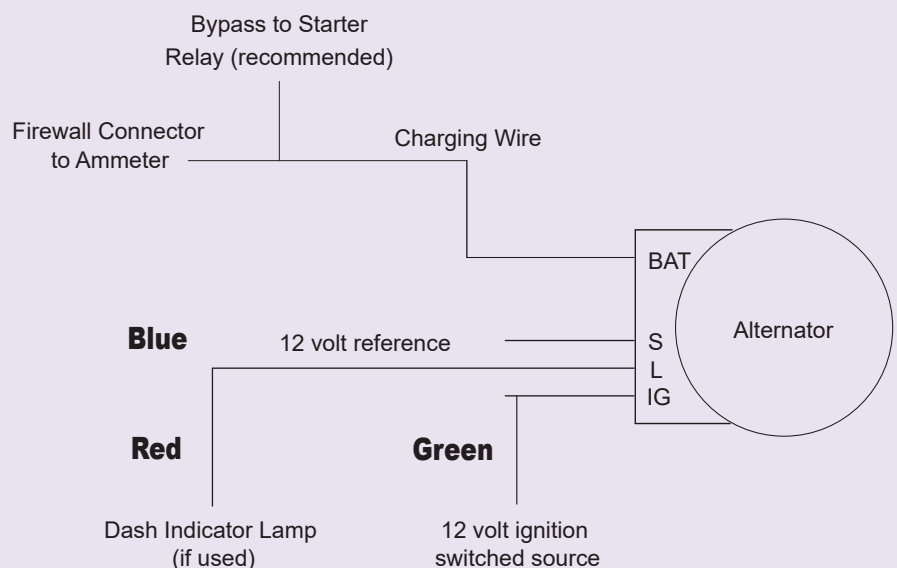 Bypass to Starter
Relay (recommended)
Firewall Connector
to Ammeter
Charging Wire
BAT
Alternator
Blue
12 volt reference
S
L
IG
Red
Green
Dash Indicator Lamp
(if used)
12 volt ignition
switched source